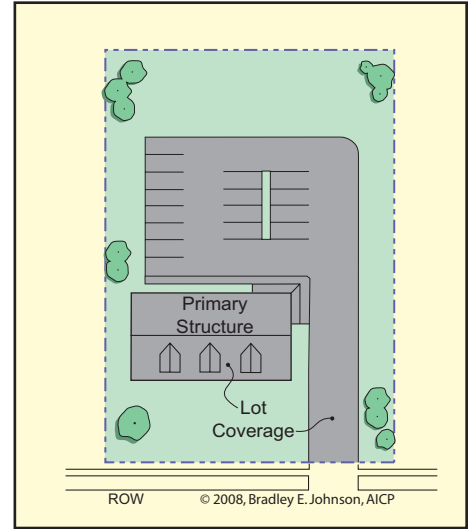 Primary
Structure
Lot
Coverage
ROW
© 2008, Bradley E. Johnson, AICP